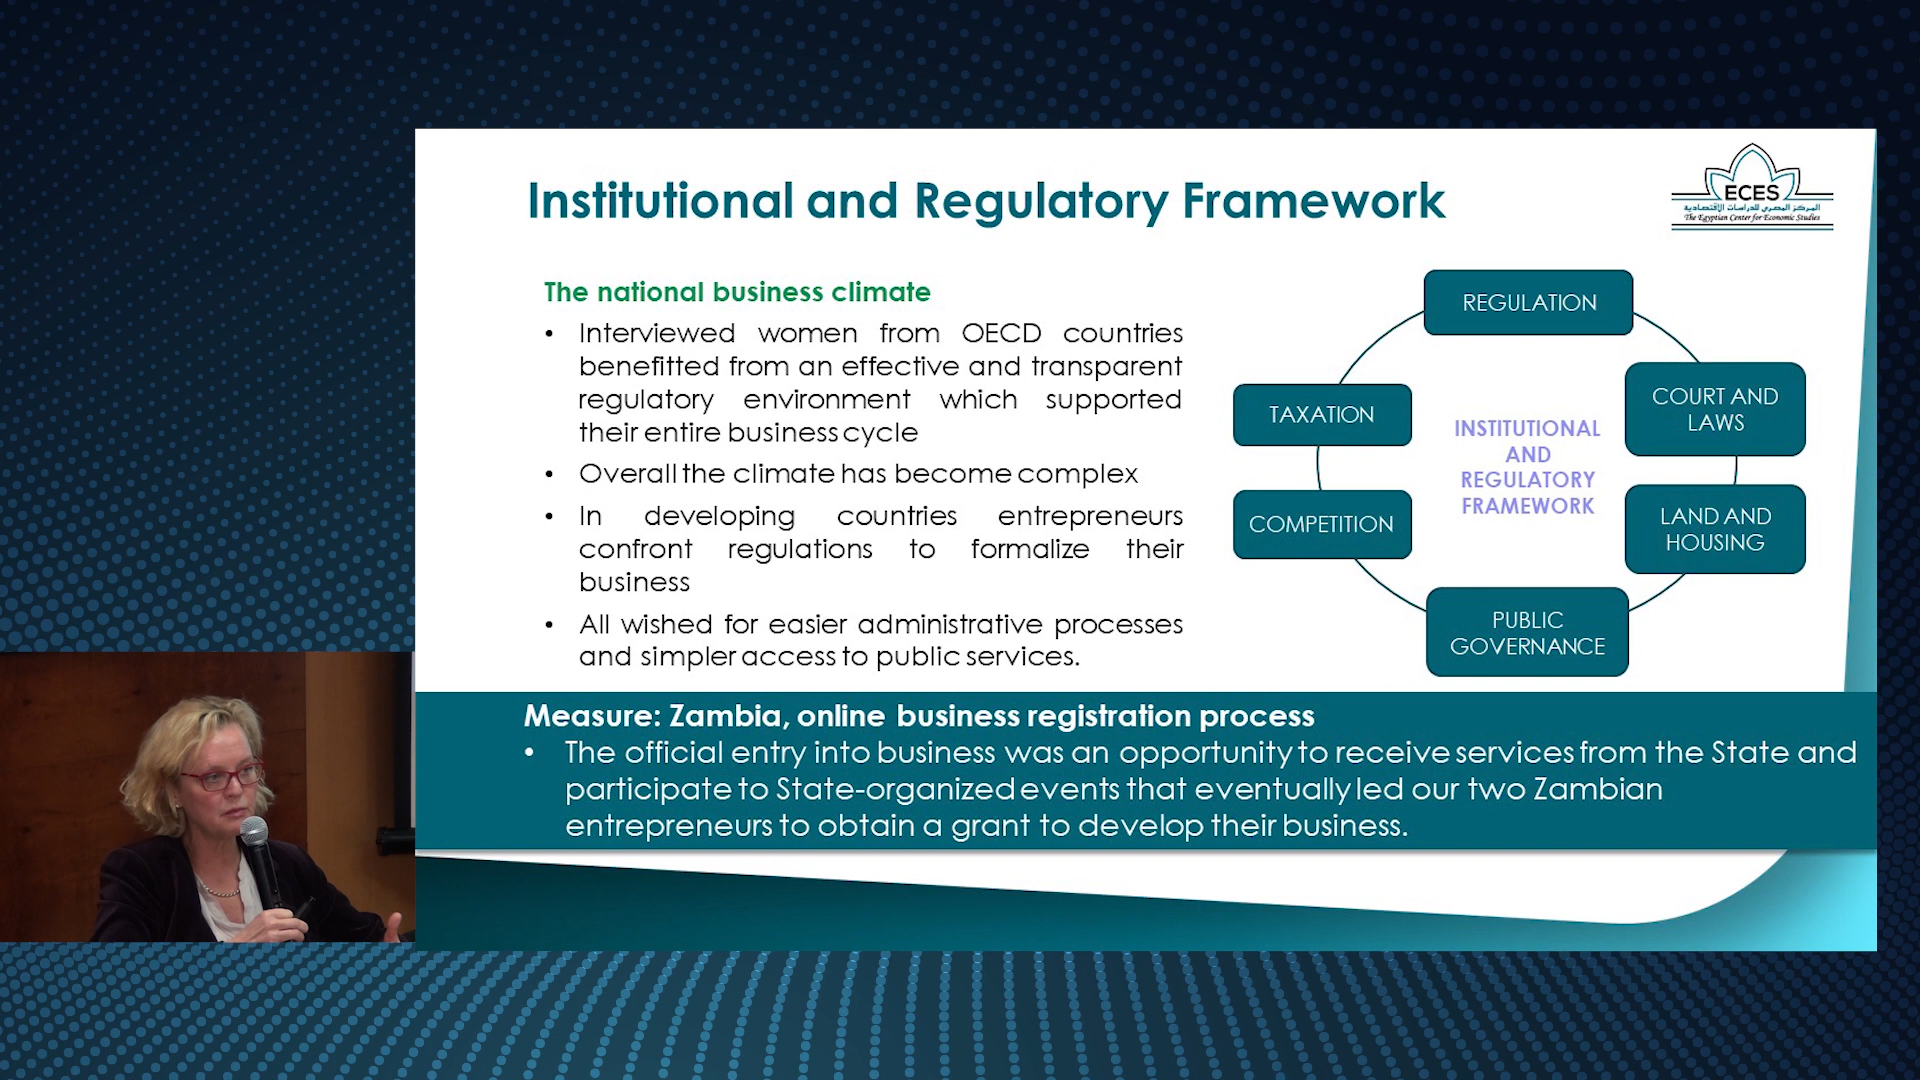 Institutional and Regulatory Framework
ECES
المركز المصري للدراسات الاقتصادية
The Egyptian Center for Economic Studies
The national business climate
• Interviewed women from OECD countries
benefitted from an effective and transparent
regulatory environment which supported
their entire business cycle
• Overall the climate has become complex
• In developing countries entrepreneurs
confront regulations to formalize their
business
• All wished for easier administrative processes
and simpler access to public services.
REGULATION
COURT AND
LAWS
LAND AND
HOUSING
PUBLIC
GOVERNANCE
COMPETITION
TAXATION
INSTITUTIONAL
AND
REGULATORY
FRAMEWORK
Measure: Zambia, online business registration process
• The official entry into business was an opportunity to receive services from the State and
participate to State-organized events that eventually led our two Zambian
entrepreneurs to obtain a grant to develop their business.